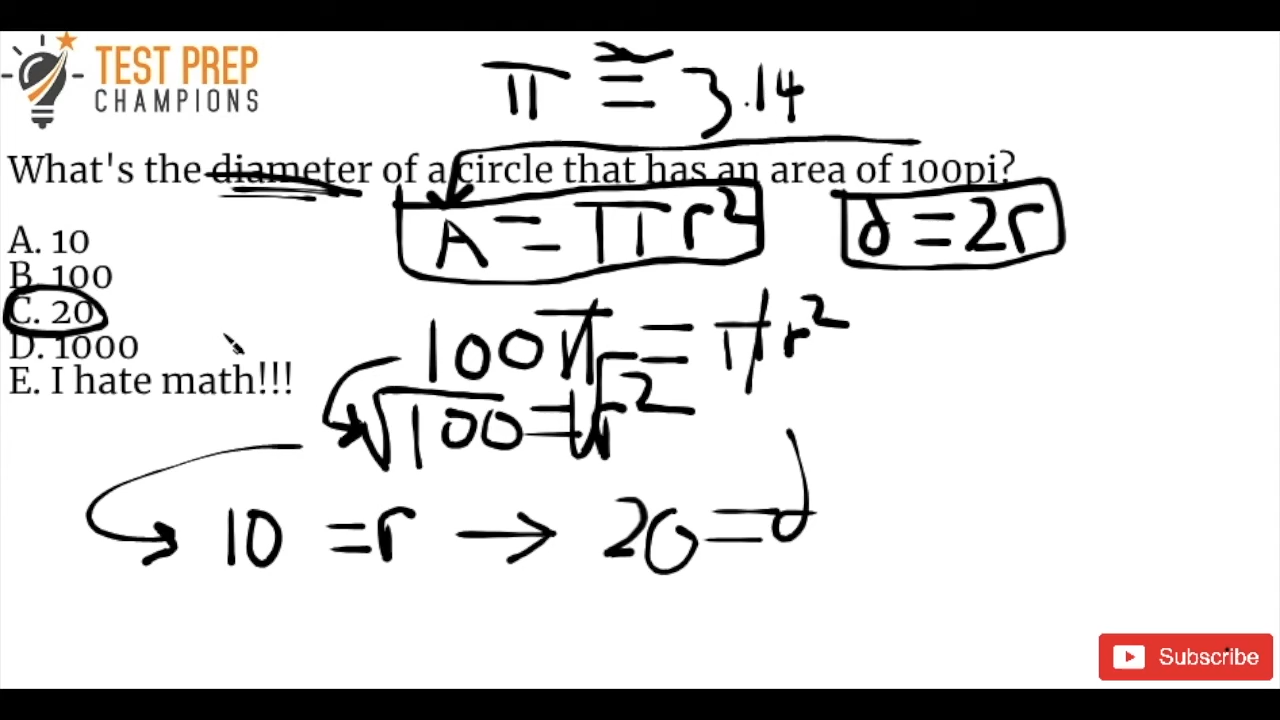 TEST PREP
CHAMPIONS
π ≅ 3.14
What's the diameter of a circle that has an area of 100pi?
A = πr²
d = 2r
A. 10
B. 100
C. 20
D. 1000
E. I hate math!!!
100π = πr²
√100 = √r²
10 = r → 20 = d
Subscribe